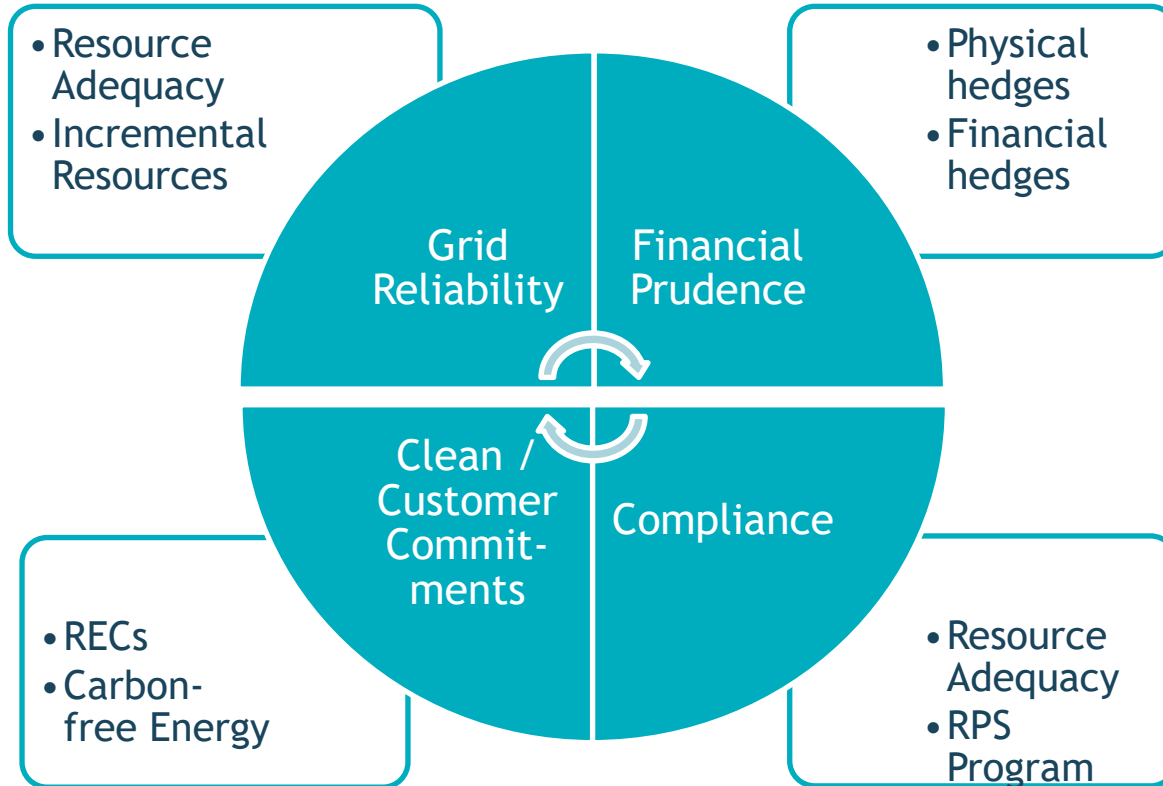 • Resource
Adequacy
• Incremental
Resources
• Physical
hedges
• Financial
hedges
Grid
Reliability
Financial
Prudence
Clean /
Customer
Commit-
ments
Compliance
• RECs
• Carbon-
free Energy
• Resource
Adequacy
• RPS
Program